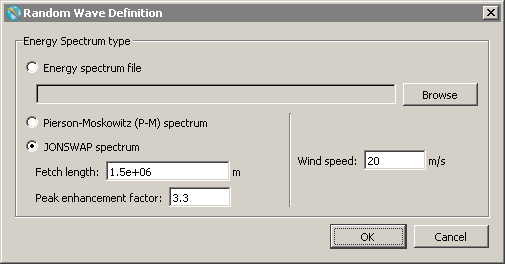 Random Wave Definition
Energy Spectrum type
Energy spectrum file
Browse
Pierson-Moskowitz (P-M) spectrum
JONSWAP spectrum
Fetch length: 1.5e+06 m
Wind speed: 20 m/s
Peak enhancement factor: 3.3
OK Cancel